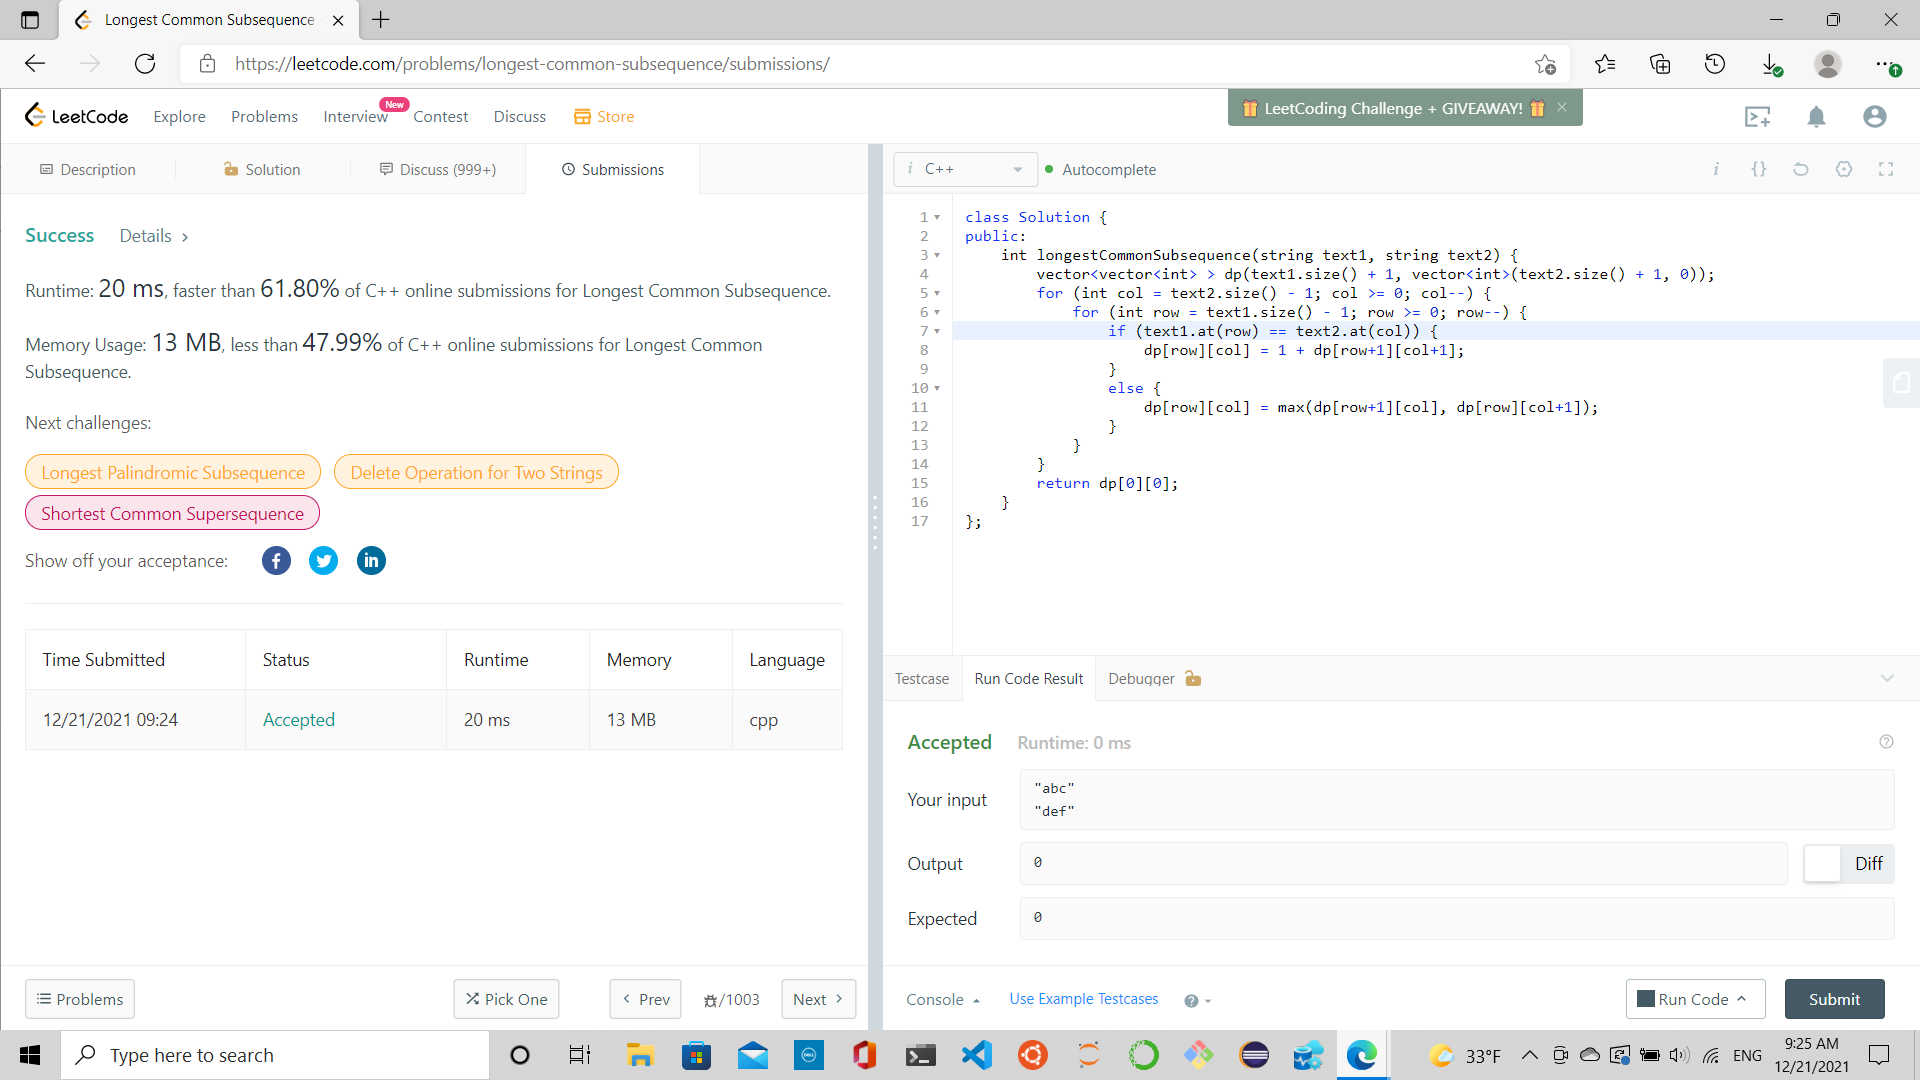 Longest Common Subsequence
https://leetcode.com/problems/longest-common-subsequence/submissions/
LeetCode
Explore
Problems
Interview
New
Contest
Discuss
Store
LeetCoding Challenge + GIVEAWAY!
Description
Solution
Discuss (999+)
Submissions
Success
Details
Runtime: 20 ms, faster than 61.80% of C++ online submissions for Longest Common Subsequence.
Memory Usage: 13 MB, less than 47.99% of C++ online submissions for Longest Common
Subsequence.
Next challenges:
Longest Palindromic Subsequence
Delete Operation for Two Strings
Shortest Common Supersequence
Show off your acceptance:
Time Submitted Status Runtime Memory Language
12/21/2021 09:24 Accepted 20 ms 13 MB cpp
Problems
Pick One
Prev
/1003
Next
i C++
Autocomplete
1 class Solution {
2 public:
3 int longestCommonSubsequence(string text1, string text2) {
4 vector<vector<int> > dp(text1.size() + 1, vector<int>(text2.size() + 1, 0));
5 for (int col = text2.size() - 1; col >= 0; col--) {
6 for (int row = text1.size() - 1; row >= 0; row--) {
7 if (text1.at(row) == text2.at(col)) {
8 dp[row][col] = 1 + dp[row+1][col+1];
9 }
10 else {
11 dp[row][col] = max(dp[row+1][col], dp[row][col+1]);
12 }
13 }
14 }
15 return dp[0][0];
16 }
17 };
Testcase
Run Code Result
Debugger
Accepted Runtime: 0 ms
Your input
"abc"
"def"
Output
0
Diff
Expected
0
Console
Use Example Testcases
Run Code
Submit
Type here to search
DELL
33°F
ENG
9:25 AM
12/21/2021